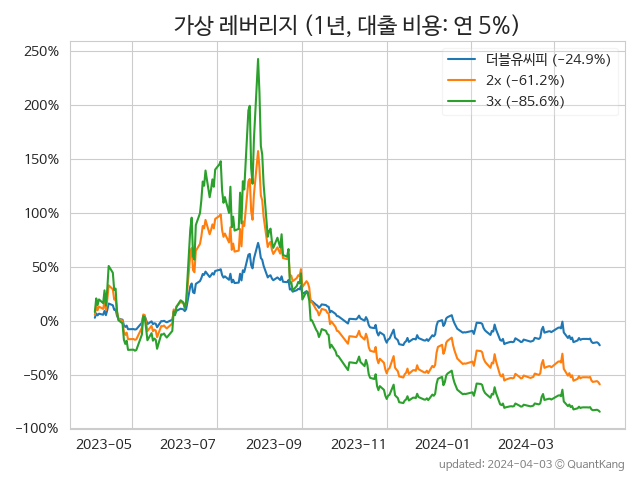 가상 레버리지 (1년, 대출 비용: 연 5%)
250%
200%
150%
100%
50%
0%
−50%
−100%
더블유씨피 (-24.9%)
2x (-61.2%)
3x (-85.6%)
2023-05 2023-07 2023-09 2023-11 2024-01 2024-03
updated: 2024-04-03 © QuantKang